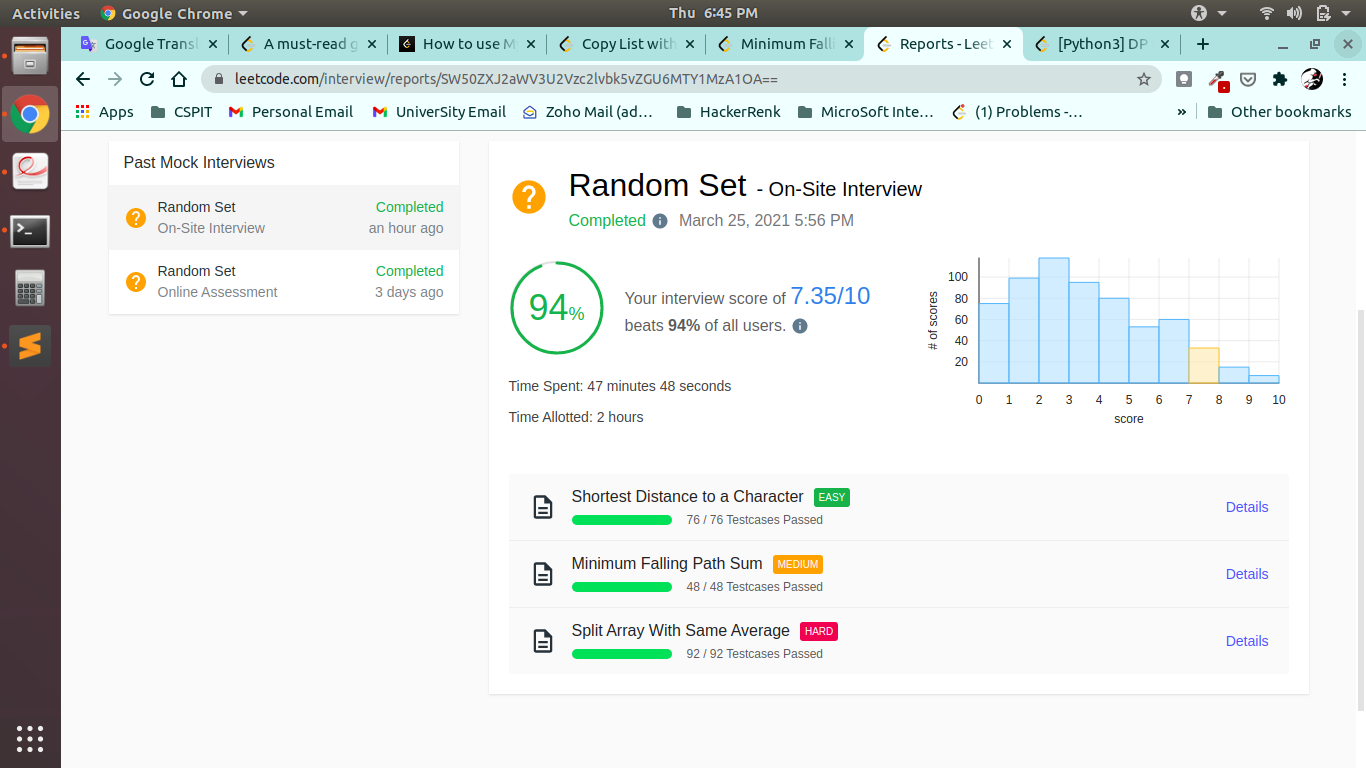 Activities Google Chrome Thu 6:45 PM
Google Transl A must-read g How to use M Copy List with Minimum Falli Reports - Leet [Python3] DP
leetcode.com/interview/reports/SW50ZXJ2aWV3U2Vzc2lvbk5vZGU6MTY1MzA1OA==
Apps CSPIT Personal Email UniverSity Email Zoho Mail (ad… HackerRenk MicroSoft Inte… (1) Problems -… » Other bookmarks
Past Mock Interviews
Random Set Completed
On-Site Interview an hour ago
Random Set Completed
Online Assessment 3 days ago
Random Set - On-Site Interview
Completed March 25, 2021 5:56 PM
94%
Your interview score of 7.35/10
beats 94% of all users.
Time Spent: 47 minutes 48 seconds
Time Allotted: 2 hours
# of scores
100
80
60
40
20
0 1 2 3 4 5 6 7 8 9 10
score
Shortest Distance to a Character EASY
76 / 76 Testcases Passed
Details
Minimum Falling Path Sum MEDIUM
48 / 48 Testcases Passed
Details
Split Array With Same Average HARD
92 / 92 Testcases Passed
Details